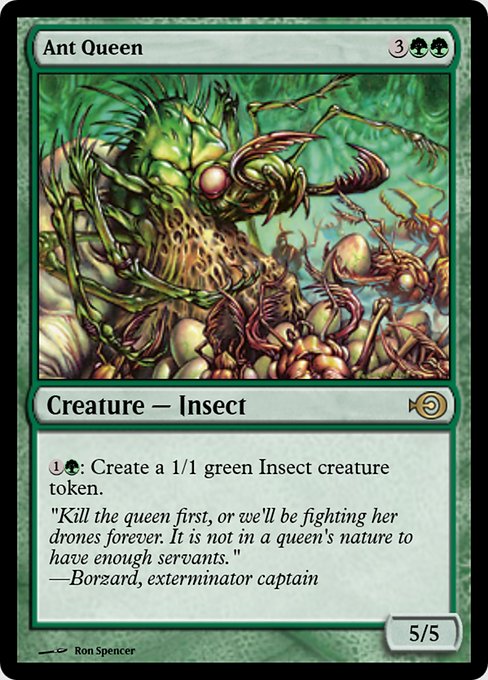 Ant Queen 3
Creature — Insect
1: Create a 1/1 green Insect creature
token.
"Kill the queen first, or we'll be fighting her
drones forever. It is not in a queen's nature to
have enough servants."
—Borzard, exterminator captain
5/5
Ron Spencer